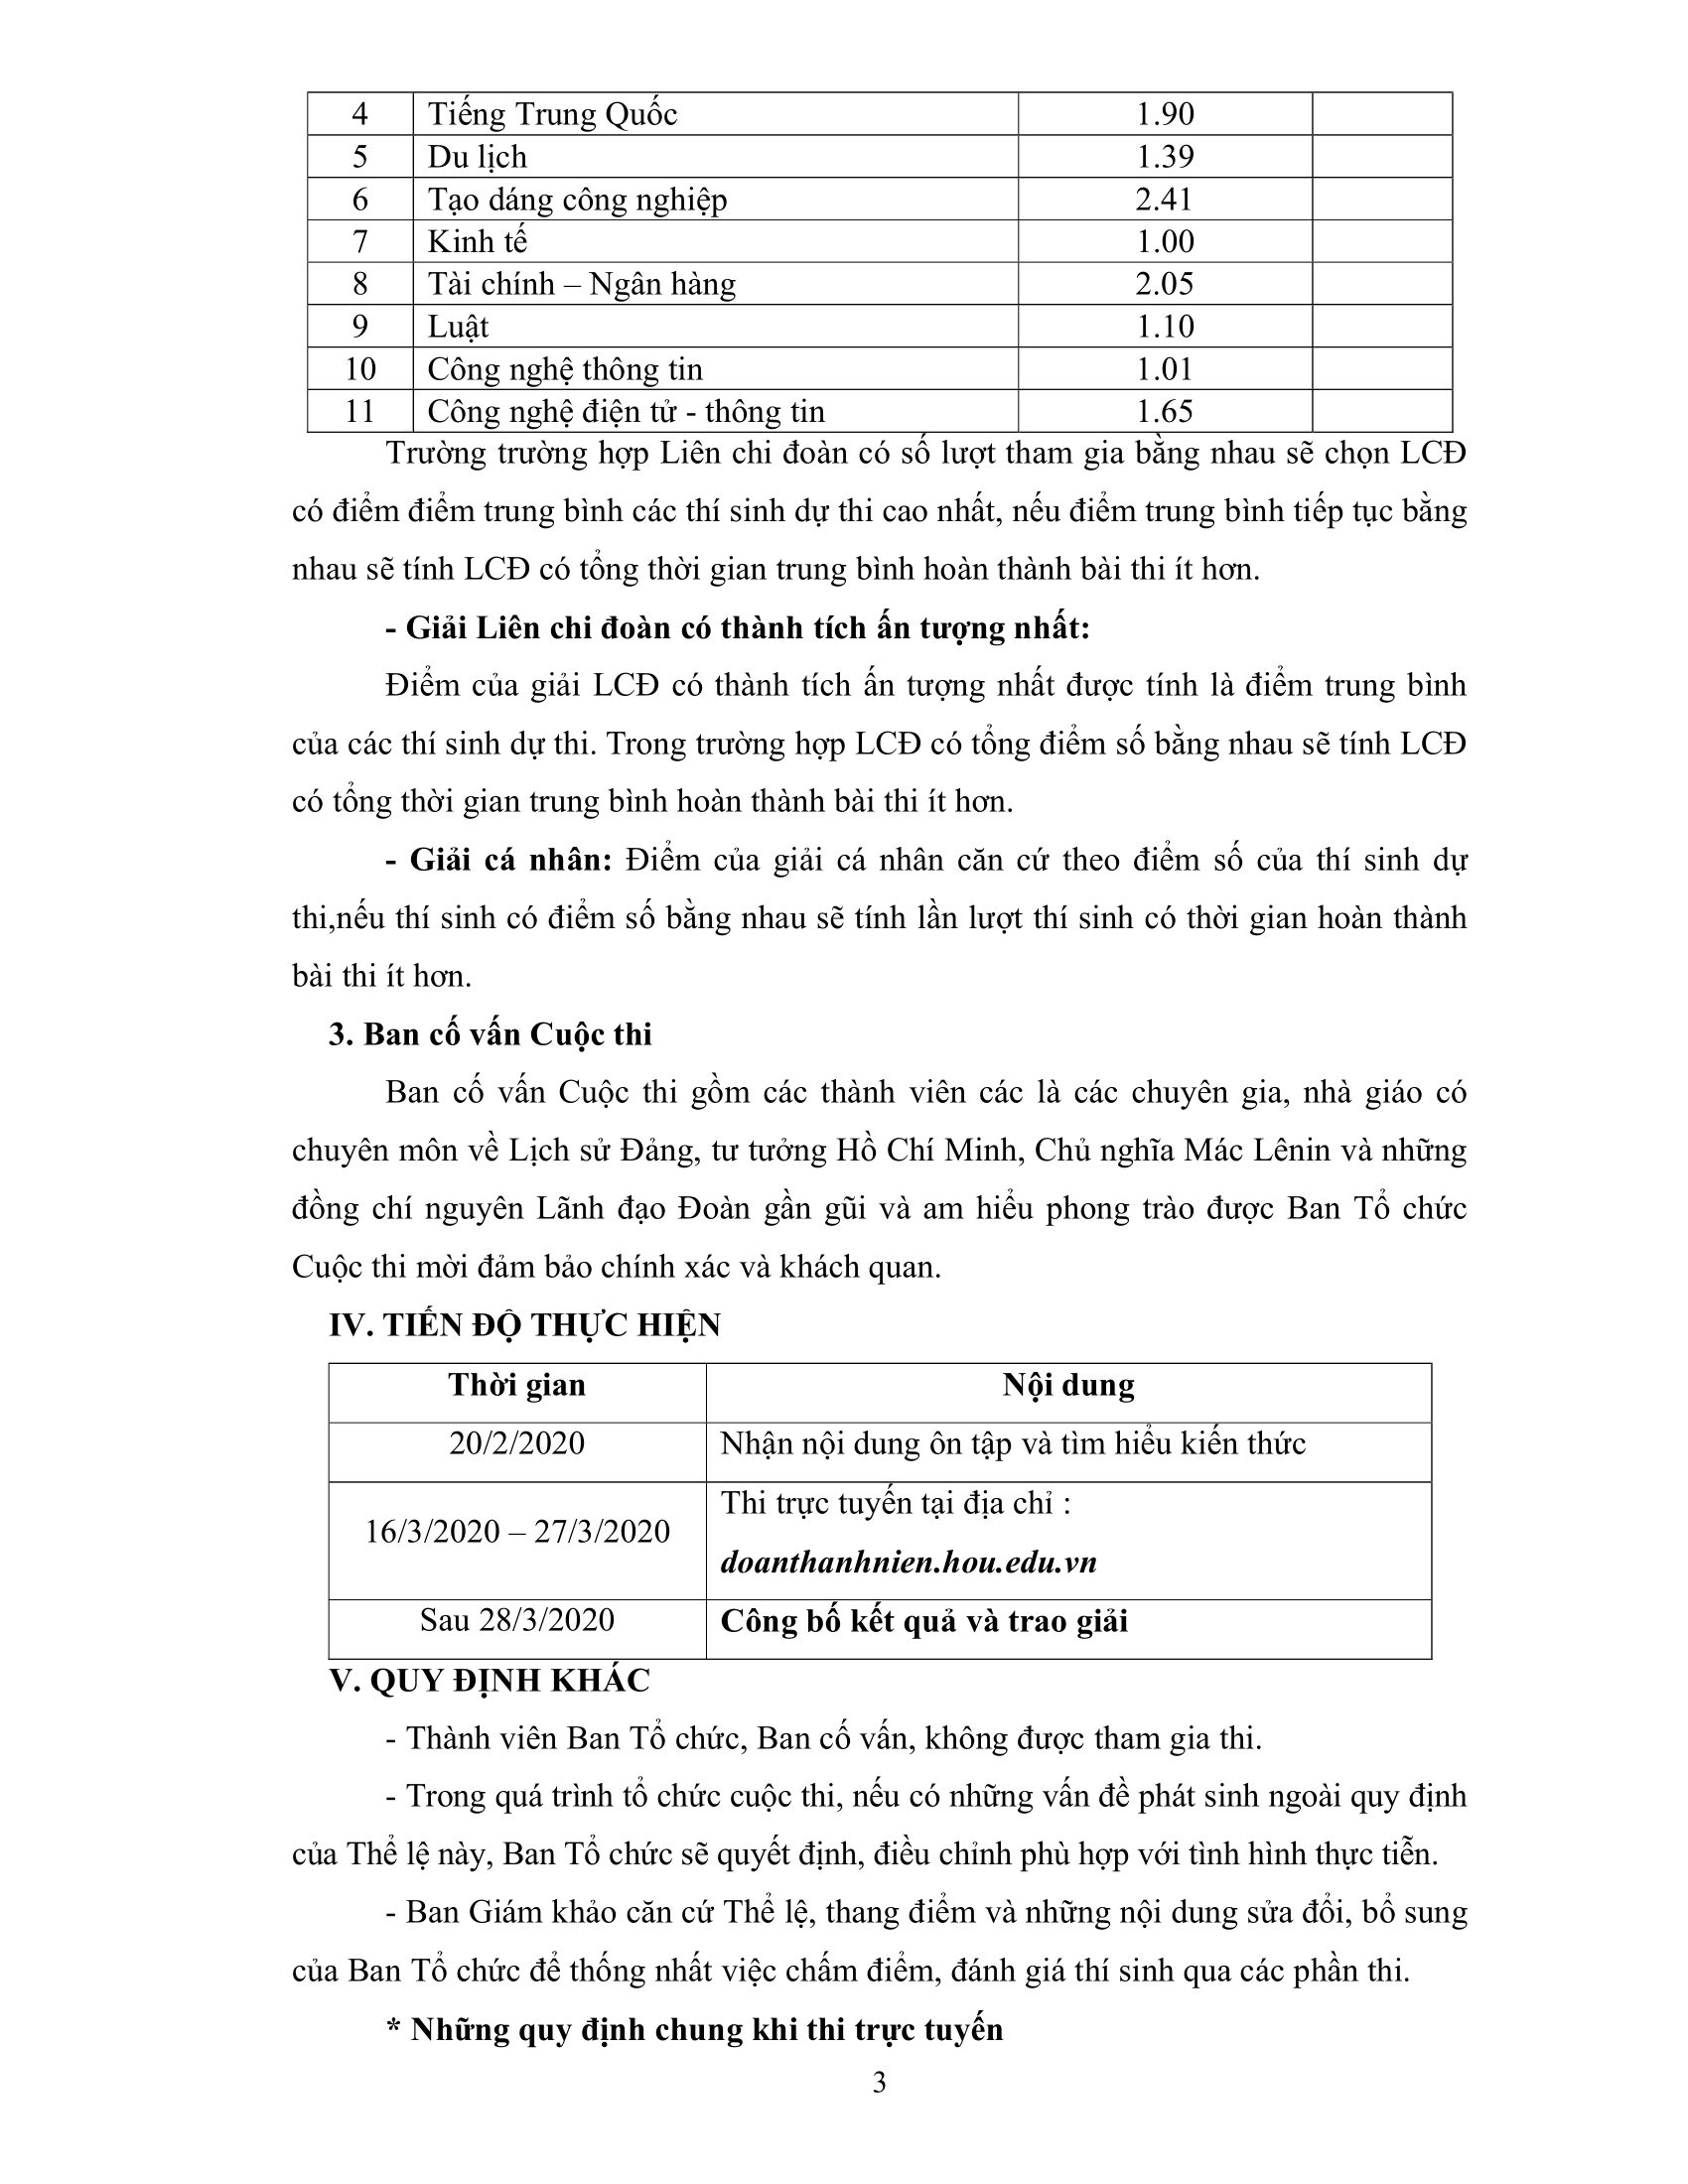 4 Tiếng Trung Quốc 1.90
5 Du lịch 1.39
6 Tạo dáng công nghiệp 2.41
7 Kinh tế 1.00
8 Tài chính – Ngân hàng 2.05
9 Luật 1.10
10 Công nghệ thông tin 1.01
11 Công nghệ điện tử - thông tin 1.65
Trường trường hợp Liên chi đoàn có số lượt tham gia bằng nhau sẽ chọn LCĐ
có điểm điểm trung bình các thí sinh dự thi cao nhất, nếu điểm trung bình tiếp tục bằng
nhau sẽ tính LCĐ có tổng thời gian trung bình hoàn thành bài thi ít hơn.
- Giải Liên chi đoàn có thành tích ấn tượng nhất:
Điểm của giải LCĐ có thành tích ấn tượng nhất được tính là điểm trung bình
của các thí sinh dự thi. Trong trường hợp LCĐ có tổng điểm số bằng nhau sẽ tính LCĐ
có tổng thời gian trung bình hoàn thành bài thi ít hơn.
- Giải cá nhân: Điểm của giải cá nhân căn cứ theo điểm số của thí sinh dự
thi,nếu thí sinh có điểm số bằng nhau sẽ tính lần lượt thí sinh có thời gian hoàn thành
bài thi ít hơn.
3. Ban cố vấn Cuộc thi
Ban cố vấn Cuộc thi gồm các thành viên các là các chuyên gia, nhà giáo có
chuyên môn về Lịch sử Đảng, tư tưởng Hồ Chí Minh, Chủ nghĩa Mác Lênin và những
đồng chí nguyên Lãnh đạo Đoàn gần gũi và am hiểu phong trào được Ban Tổ chức
Cuộc thi mời đảm bảo chính xác và khách quan.
IV. TIẾN ĐỘ THỰC HIỆN
Thời gian Nội dung
20/2/2020 Nhận nội dung ôn tập và tìm hiểu kiến thức
16/3/2020 – 27/3/2020 Thi trực tuyến tại địa chỉ :
doanthanhnien.hou.edu.vn
Sau 28/3/2020 Công bố kết quả và trao giải
V. QUY ĐỊNH KHÁC
- Thành viên Ban Tổ chức, Ban cố vấn, không được tham gia thi.
- Trong quá trình tổ chức cuộc thi, nếu có những vấn đề phát sinh ngoài quy định
của Thể lệ này, Ban Tổ chức sẽ quyết định, điều chỉnh phù hợp với tình hình thực tiễn.
- Ban Giám khảo căn cứ Thể lệ, thang điểm và những nội dung sửa đổi, bổ sung
của Ban Tổ chức để thống nhất việc chấm điểm, đánh giá thí sinh qua các phần thi.
* Những quy định chung khi thi trực tuyến
3